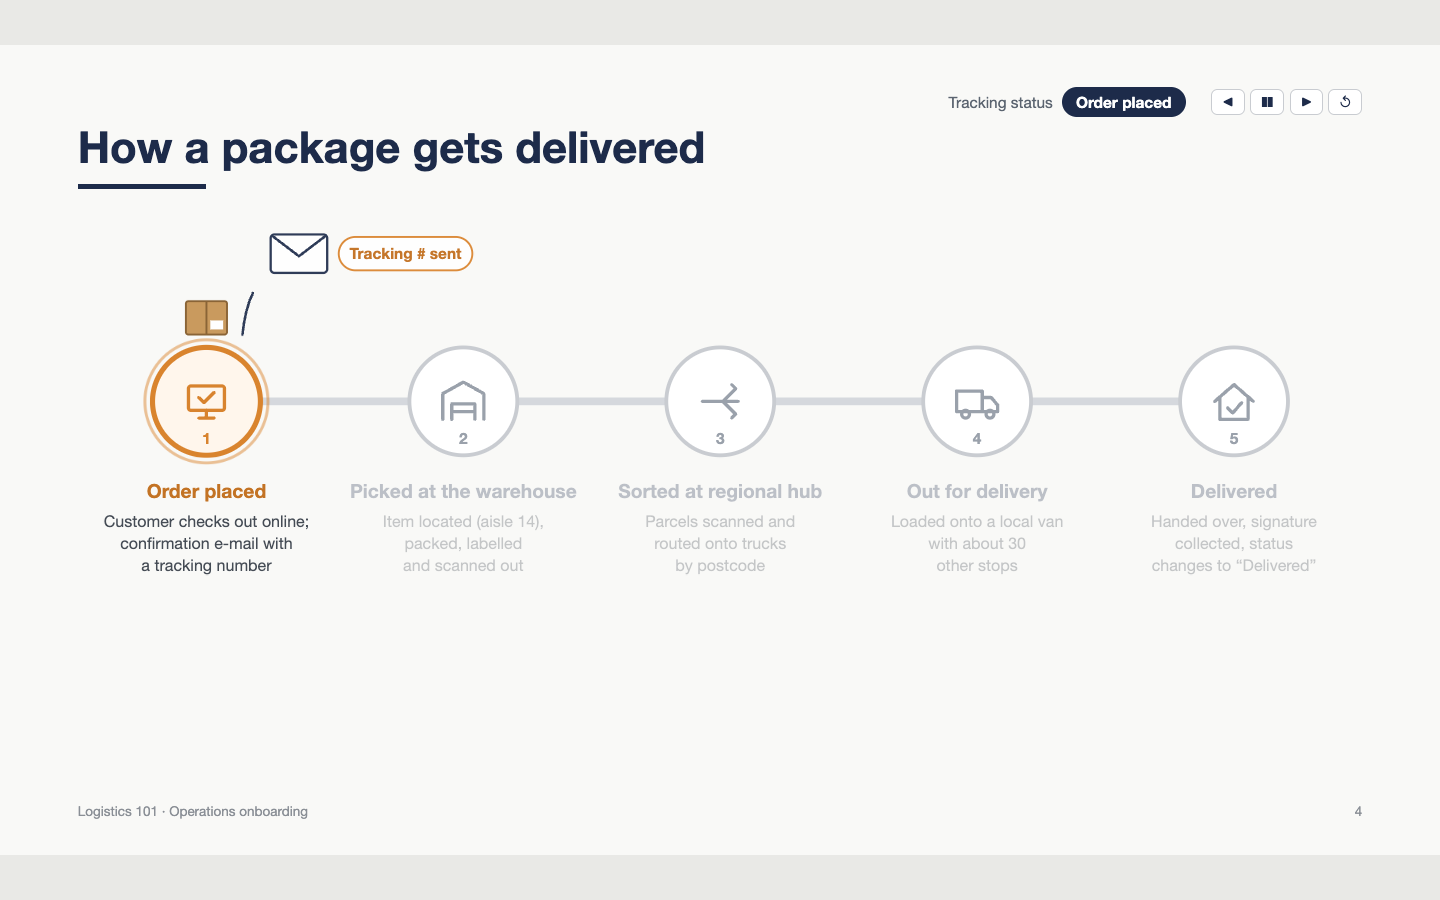 Tracking status
Order placed
How a package gets delivered
Tracking # sent
1
2
3
4
5
Order placed
Customer checks out online;
confirmation e-mail with
a tracking number
Picked at the warehouse
Item located (aisle 14),
packed, labelled
and scanned out
Sorted at regional hub
Parcels scanned and
routed onto trucks
by postcode
Out for delivery
Loaded onto a local van
with about 30
other stops
Delivered
Handed over, signature
collected, status
changes to “Delivered”
Logistics 101 · Operations onboarding
4